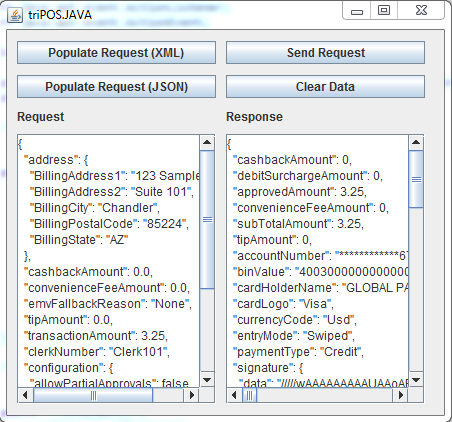 triPOS.JAVA
Populate Request (XML)
Send Request
Populate Request (JSON)
Clear Data
Request
Response
{
"address": {
"BillingAddress1": "123 Sample
"BillingAddress2": "Suite 101",
"BillingCity": "Chandler",
"BillingPostalCode": "85224",
"BillingState": "AZ"
},
"cashbackAmount": 0.0,
"convenienceFeeAmount": 0.0,
"emvFallbackReason": "None",
"tipAmount": 0.0,
"transactionAmount": 3.25,
"clerkNumber": "Clerk101",
"configuration": {
"allowPartialApprovals": false
{
"cashbackAmount": 0,
"debitSurchargeAmount": 0,
"approvedAmount": 3.25,
"convenienceFeeAmount": 0,
"subTotalAmount": 3.25,
"tipAmount": 0,
"accountNumber": "************67
"binValue": "4003000000000000
"cardHolderName": "GLOBAL PA
"cardLogo": "Visa",
"currencyCode": "Usd",
"entryMode": "Swiped",
"paymentType": "Credit",
"signature": {
"data":